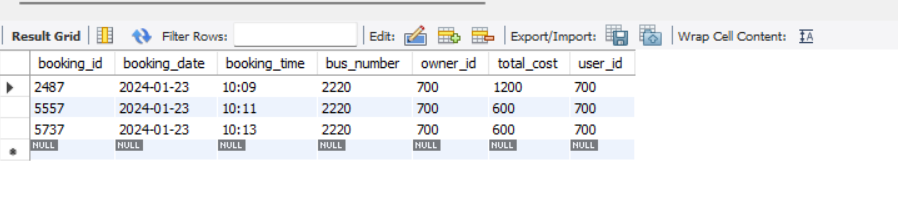 Result Grid Filter Rows: Edit: Export/Import: Wrap Cell Content:
booking_id booking_date booking_time bus_number owner_id total_cost user_id
2487 2024-01-23 10:09 2220 700 1200 700
5557 2024-01-23 10:11 2220 700 600 700
5737 2024-01-23 10:13 2220 700 600 700
NULL NULL NULL NULL NULL NULL NULL